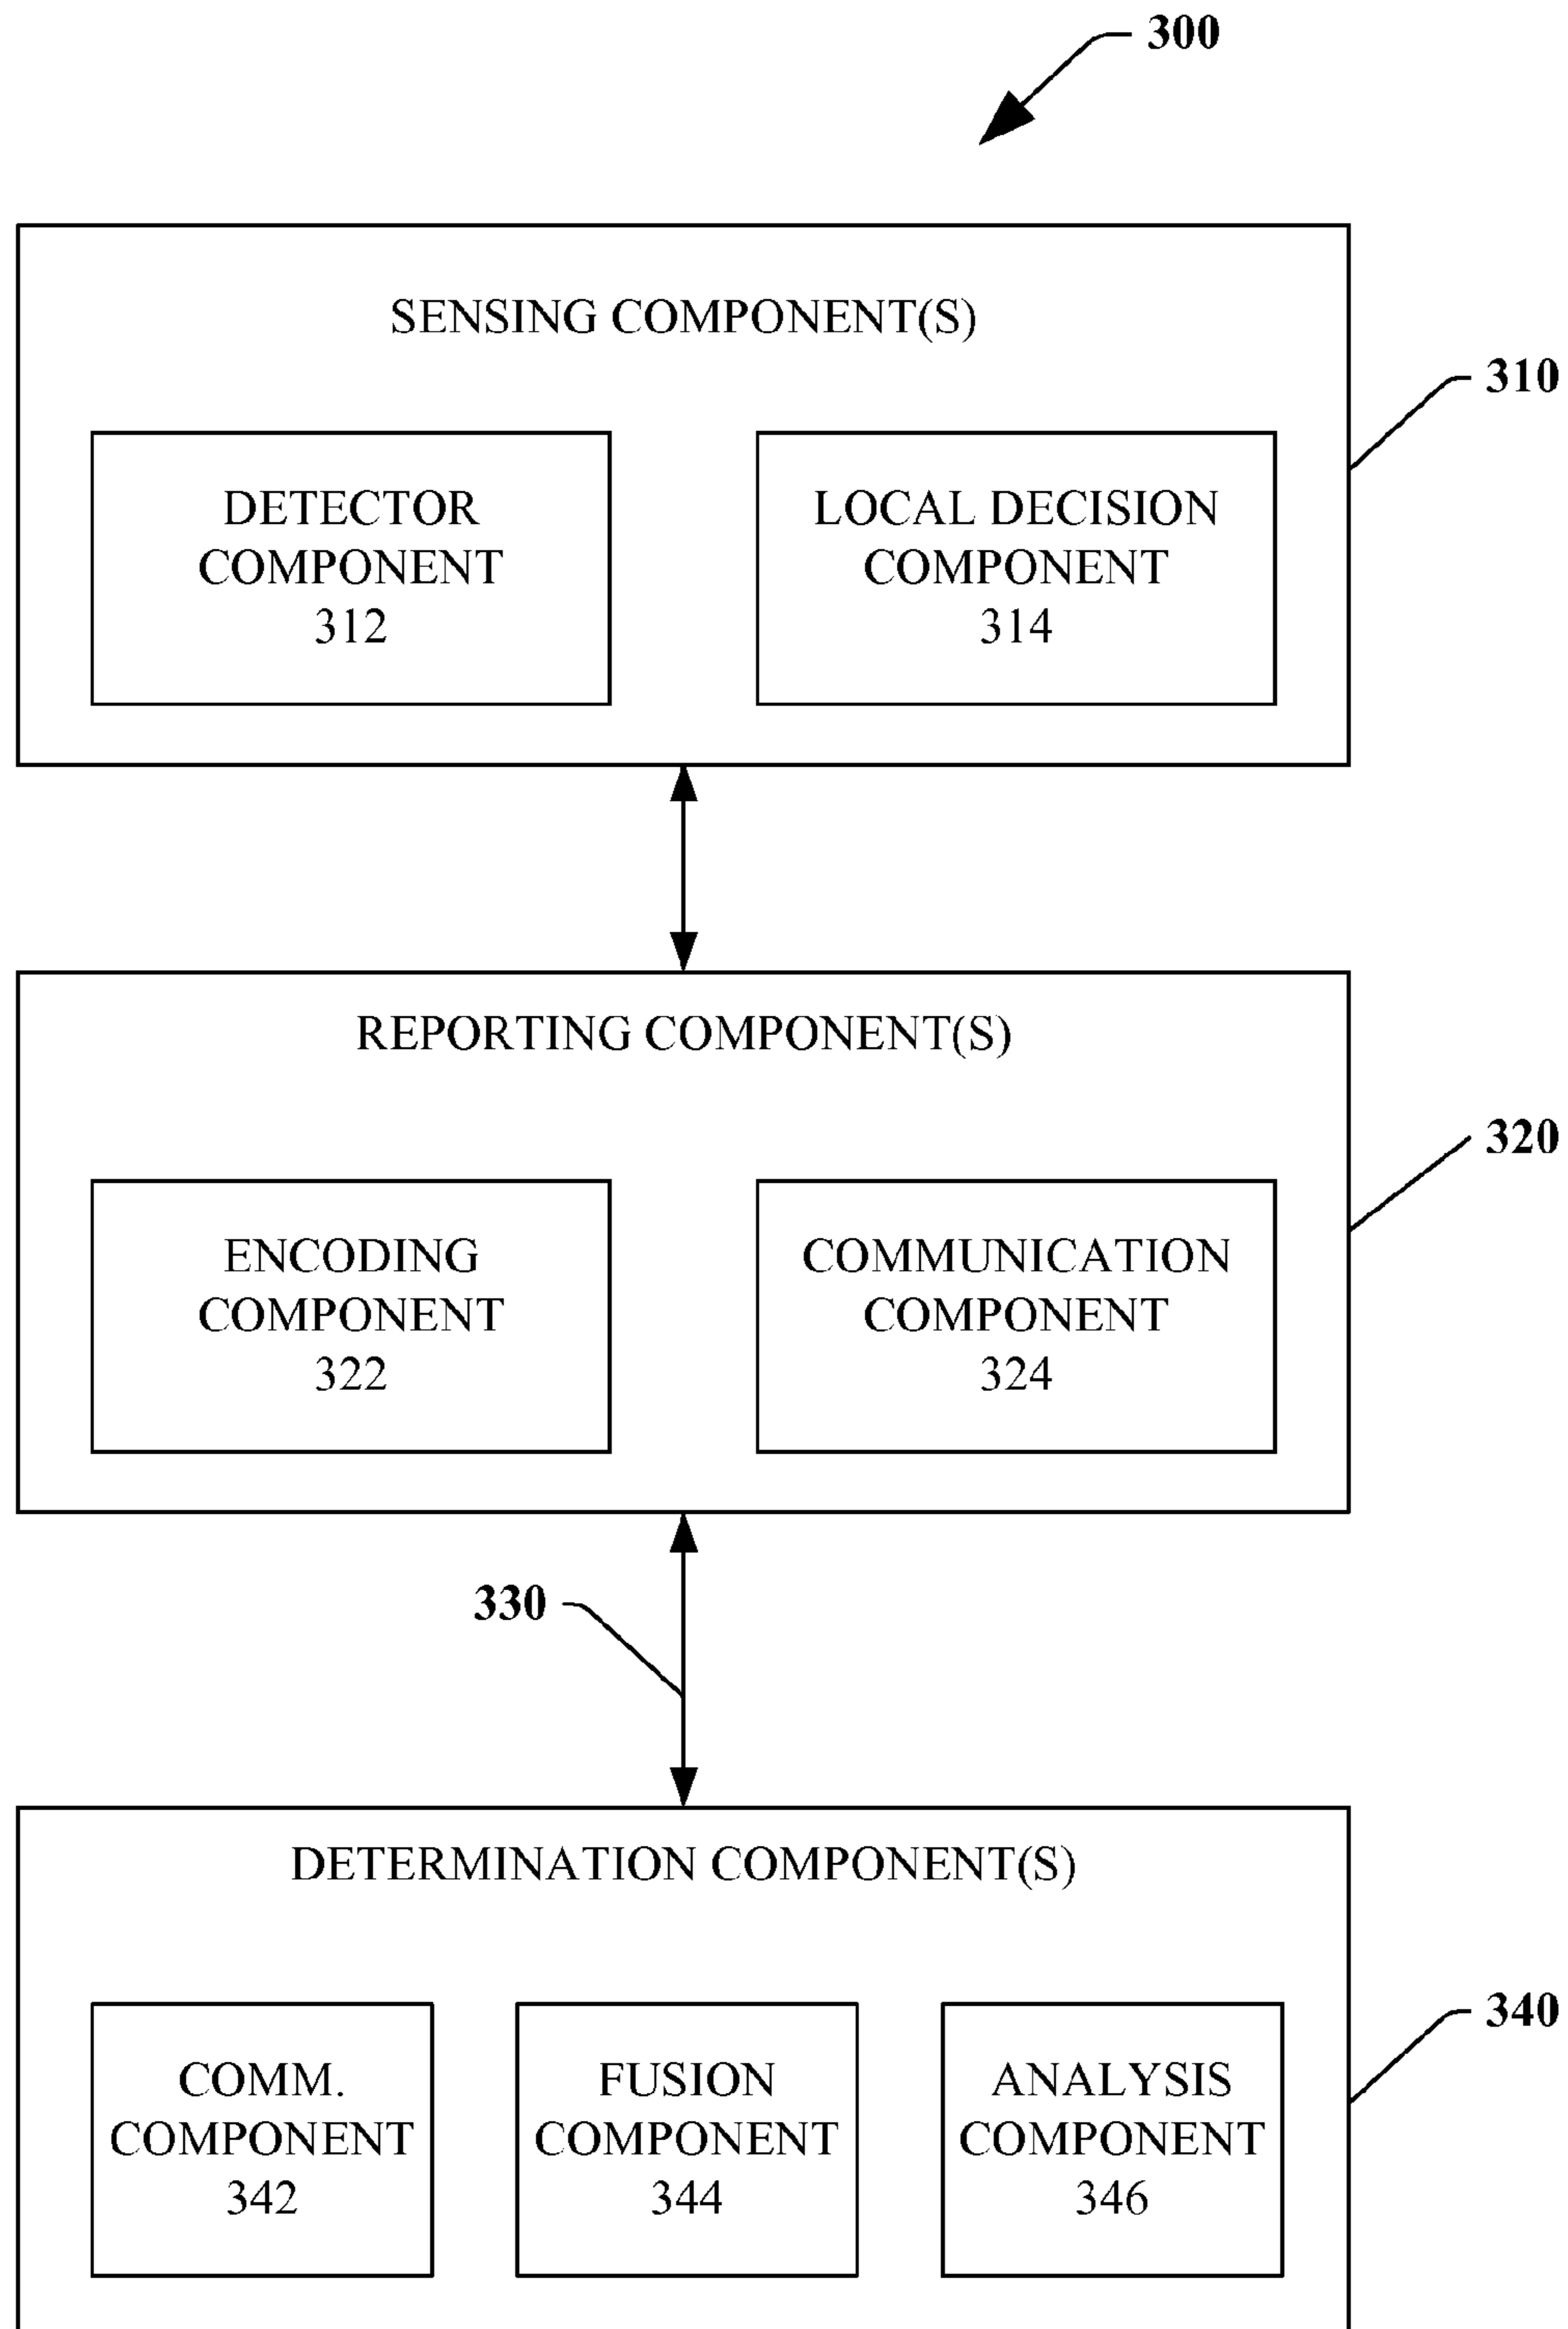 300
SENSING COMPONENT(S)
310
DETECTOR
COMPONENT
312
LOCAL DECISION
COMPONENT
314
REPORTING COMPONENT(S)
320
ENCODING
COMPONENT
322
COMMUNICATION
COMPONENT
324
330
DETERMINATION COMPONENT(S)
340
COMM.
COMPONENT
342
FUSION
COMPONENT
344
ANALYSIS
COMPONENT
346